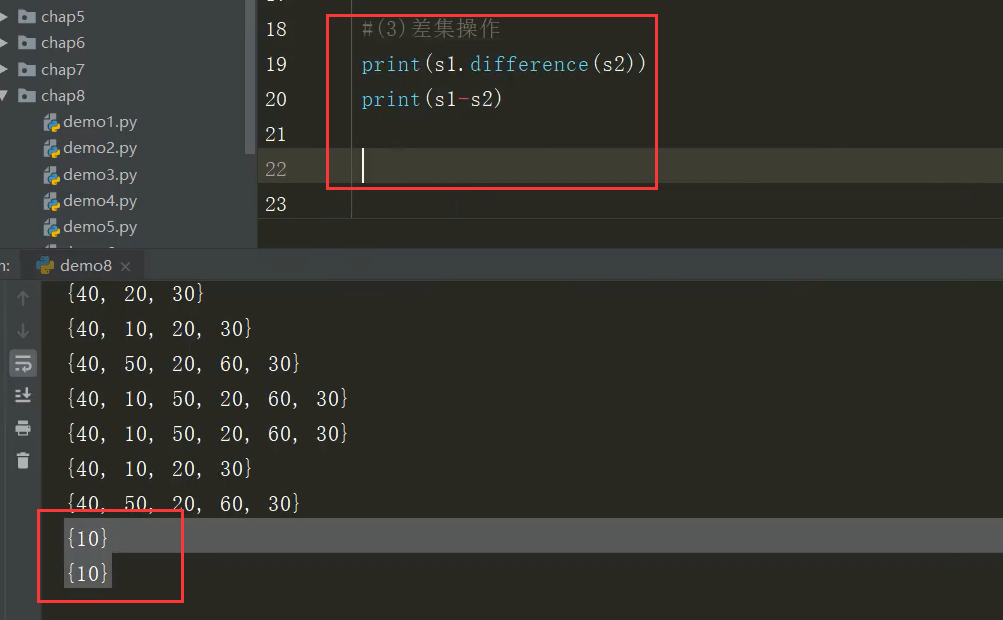 chap5
chap6
chap7
chap8
demo1.py
demo2.py
demo3.py
demo4.py
demo5.py
18 #(3)差集操作
19 print(s1.difference(s2))
20 print(s1-s2)
21
22
23
demo8 ×
{40, 20, 30}
{40, 10, 20, 30}
{40, 50, 20, 60, 30}
{40, 10, 50, 20, 60, 30}
{40, 10, 50, 20, 60, 30}
{40, 10, 20, 30}
{40, 50, 20, 60, 30}
{10}
{10}